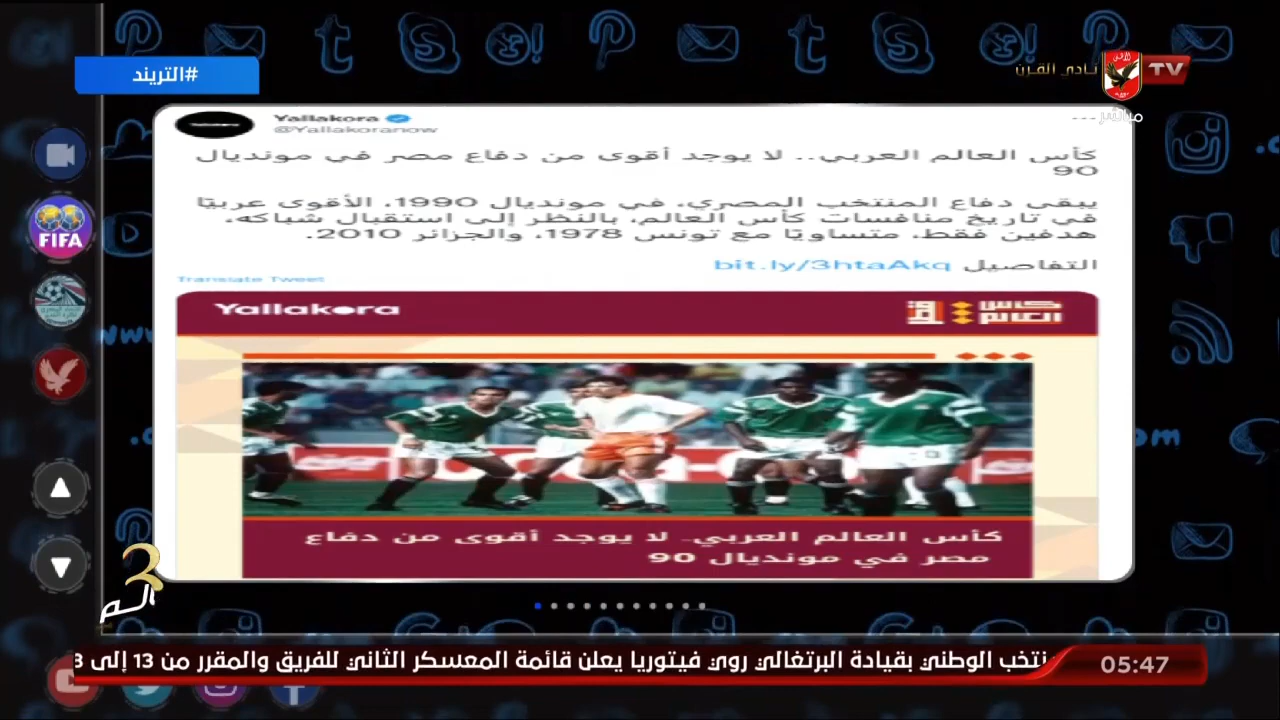 #التريند
نادي القرن
TV
مباشر
Yallakora
@Yallakoranow
كأس العالم العربي.. لا يوجد أقوى من دفاع مصر في مونديال
90
يبقى دفاع المنتخب المصري، في مونديال 1990، الأقوى عربيًا
في تاريخ منافسات كأس العالم، بالنظر إلى استقبال شباكه،
هدفين فقط، متساويًا مع تونس 1978، والجزائر 2010.
التفاصيل bit.ly/3htaAkq
Translate Tweet
Yallakora
كأس
العالم
FIFA
كأس العالم العربي.. لا يوجد أقوى من دفاع
مصر في مونديال 90
نتخب الوطني بقيادة البرتغالي روي فيتوريا يعلن قائمة المعسكر الثاني للفريق والمقرر من 13 إلى
05:47